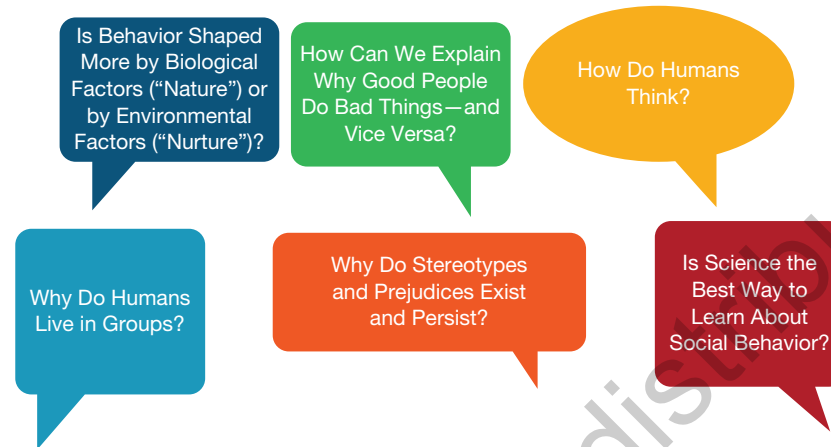 Is Behavior Shaped
More by Biological
Factors (“Nature”) or
by Environmental
Factors (“Nurture”)?
How Can We Explain
Why Good People
Do Bad Things—and
Vice Versa?
How Do Humans
Think?
Why Do Humans
Live in Groups?
Why Do Stereotypes
and Prejudices Exist
and Persist?
Is Science the
Best Way to
Learn About
Social Behavior?